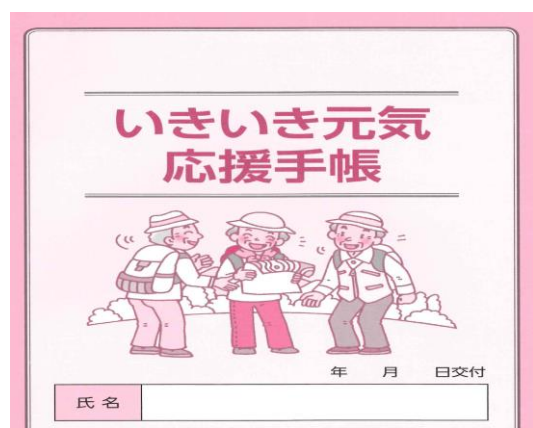 いきいき元気
応援手帳
年 月 日交付
氏名